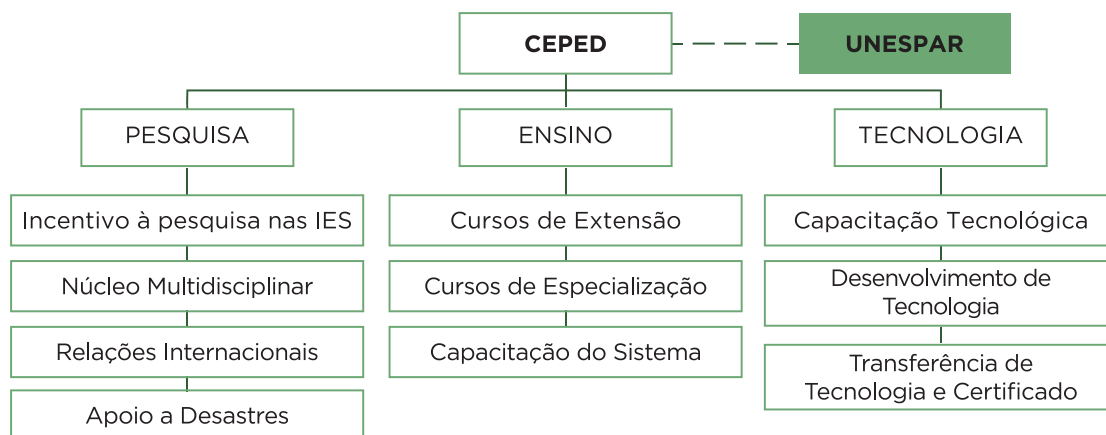 CEPED
UNESPAR
PESQUISA
ENSINO
TECNOLOGIA
Incentivo à pesquisa nas IES
Núcleo Multidisciplinar
Relações Internacionais
Apoio a Desastres
Cursos de Extensão
Cursos de Especialização
Capacitação do Sistema
Capacitação Tecnológica
Desenvolvimento de
Tecnologia
Transferência de
Tecnologia e Certificado